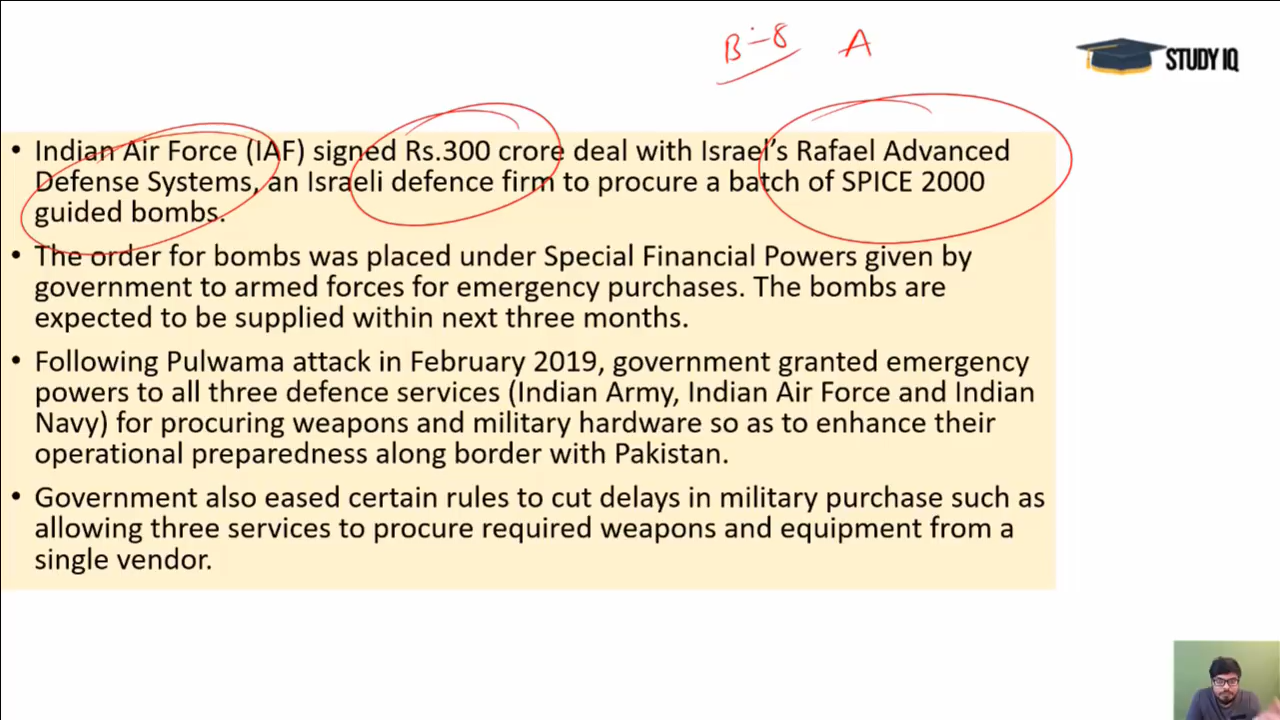 B-8 A
STUDY IQ
• Indian Air Force (IAF) signed Rs.300 crore deal with Israel's Rafael Advanced
Defense Systems, an Israeli defence firm to procure a batch of SPICE 2000
guided bombs.
• The order for bombs was placed under Special Financial Powers given by
government to armed forces for emergency purchases. The bombs are
expected to be supplied within next three months.
• Following Pulwama attack in February 2019, government granted emergency
powers to all three defence services (Indian Army, Indian Air Force and Indian
Navy) for procuring weapons and military hardware so as to enhance their
operational preparedness along border with Pakistan.
• Government also eased certain rules to cut delays in military purchase such as
allowing three services to procure required weapons and equipment from a
single vendor.